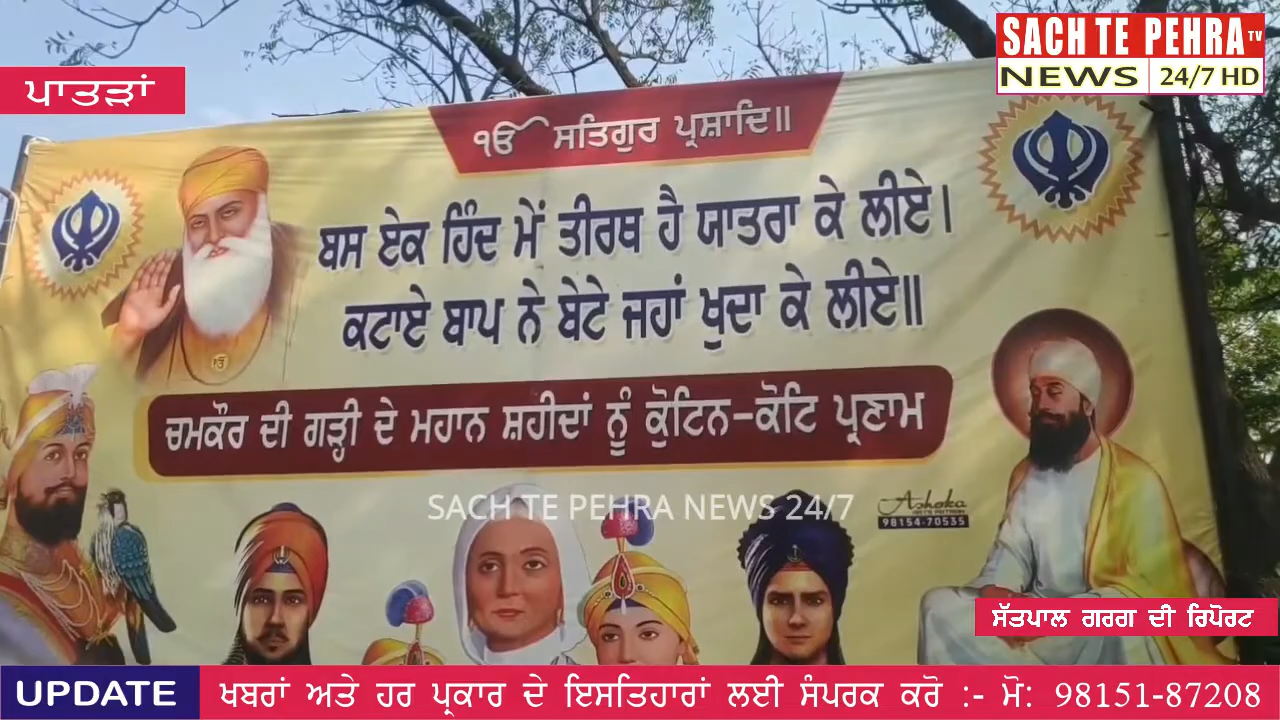 SACH TE PEHRA TV
NEWS 24/7 HD
ਪਾਤੜਾਂ
ੴ ਸਤਿਗੁਰ ਪ੍ਰਸ਼ਾਦਿ॥
ਬਸ ਏਕ ਹਿੰਦ ਮੇਂ ਤੀਰਥ ਹੈ ਯਾਤਰਾ ਕੇ ਲੀਏ।
ਕਟਾਏ ਬਾਪ ਨੇ ਬੇਟੇ ਜਹਾਂ ਖੁਦਾ ਕੇ ਲੀਏ॥
ਚਮਕੌਰ ਦੀ ਗੜ੍ਹੀ ਦੇ ਮਹਾਨ ਸ਼ਹੀਦਾਂ ਨੂੰ ਕੁੋਟਿਨ-ਕੋਟਿ ਪ੍ਰਣਾਮ
SACH TE PEHRA NEWS 24/7
Ashoka
98154-70535
ਸੱਤਪਾਲ ਗਰਗ ਦੀ ਰਿਪੋਰਟ
UPDATE ਖਬਰਾਂ ਅਤੇ ਹਰ ਪ੍ਰਕਾਰ ਦੇ ਇਸਤਿਹਾਰਾਂ ਲਈ ਸੰਪਰਕ ਕਰੋ :- ਮੋ: 98151-87208